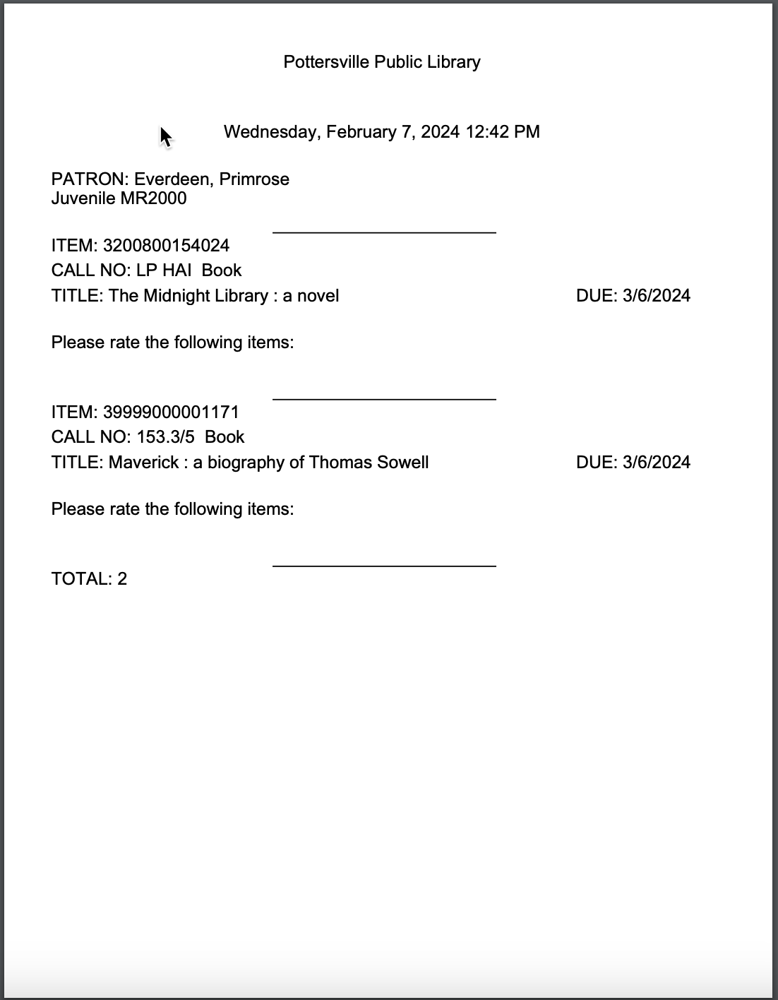 Pottersville Public Library
Wednesday, February 7, 2024 12:42 PM
PATRON: Everdeen, Primrose
Juvenile MR2000
ITEM: 3200800154024
CALL NO: LP HAI  Book
TITLE: The Midnight Library : a novel DUE: 3/6/2024
Please rate the following items:
ITEM: 39999000001171
CALL NO: 153.3/5  Book
TITLE: Maverick : a biography of Thomas Sowell DUE: 3/6/2024
Please rate the following items:
TOTAL: 2